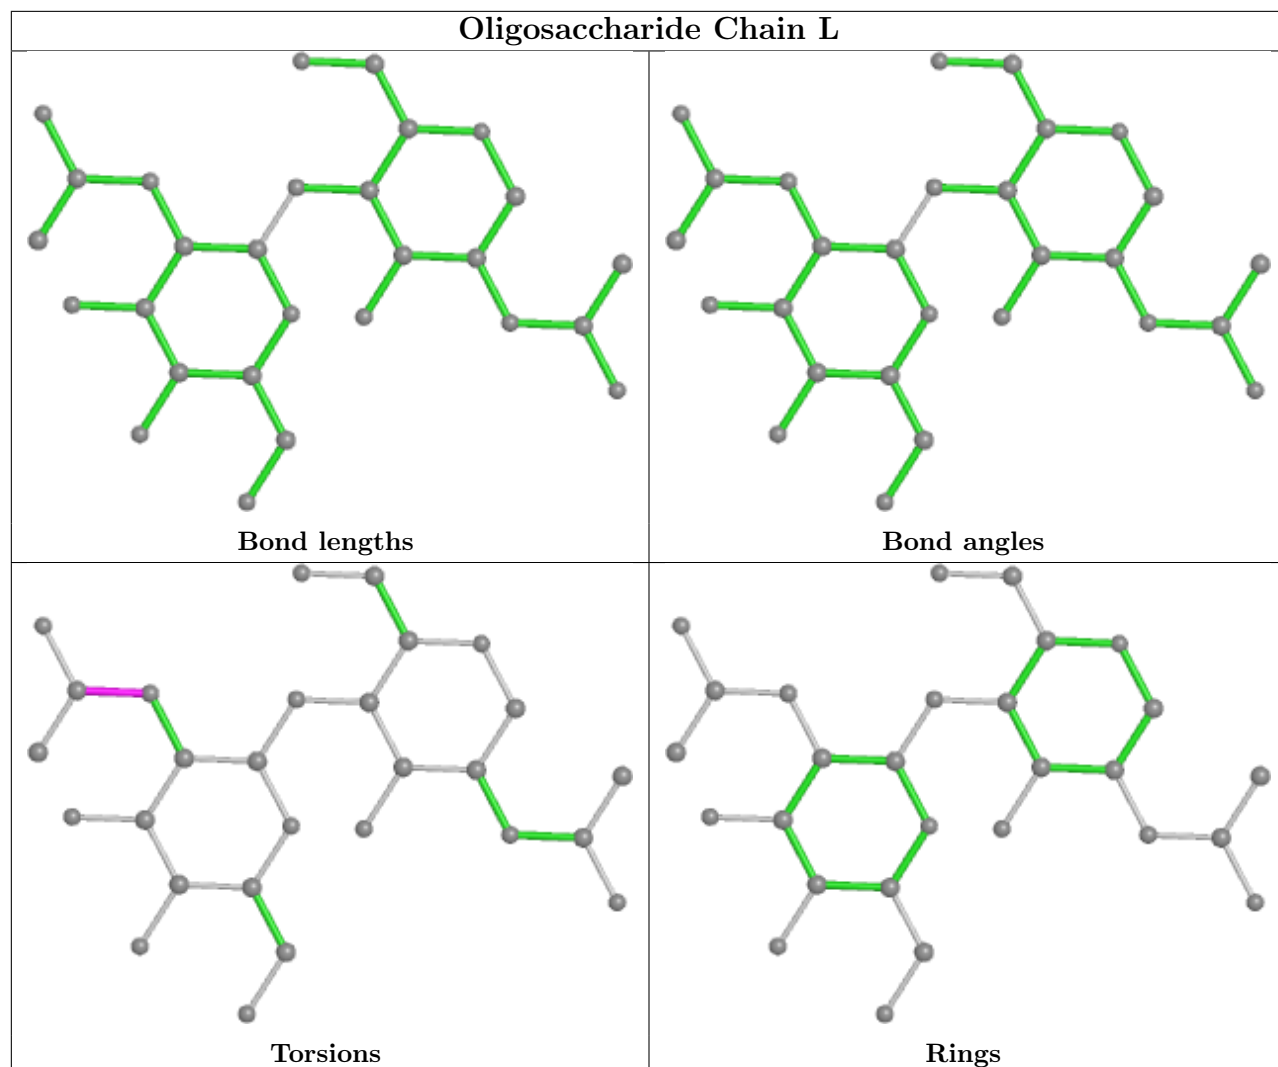 Oligosaccharide Chain L
Bond lengths
Bond angles
Torsions
Rings